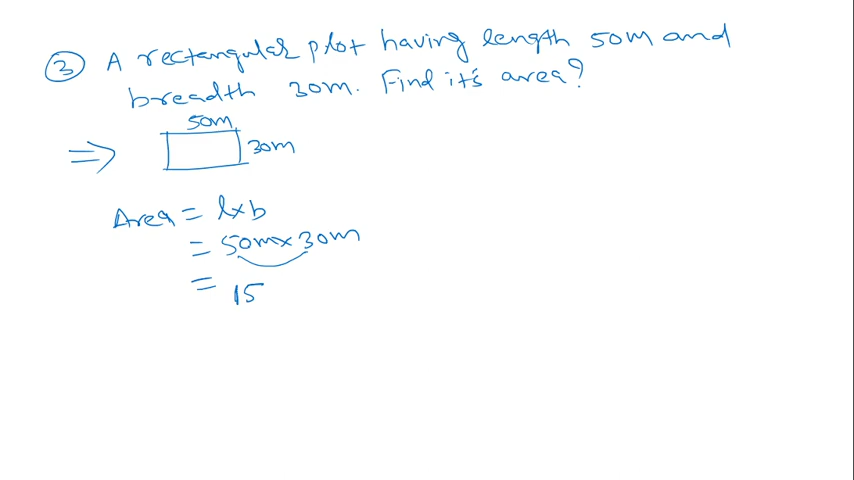 ③ A rectangular plot having length 50m and
breadth 30m. Find it's area?
50m
⇒ 30m
Area = l×b
= 50m × 30m
= 15